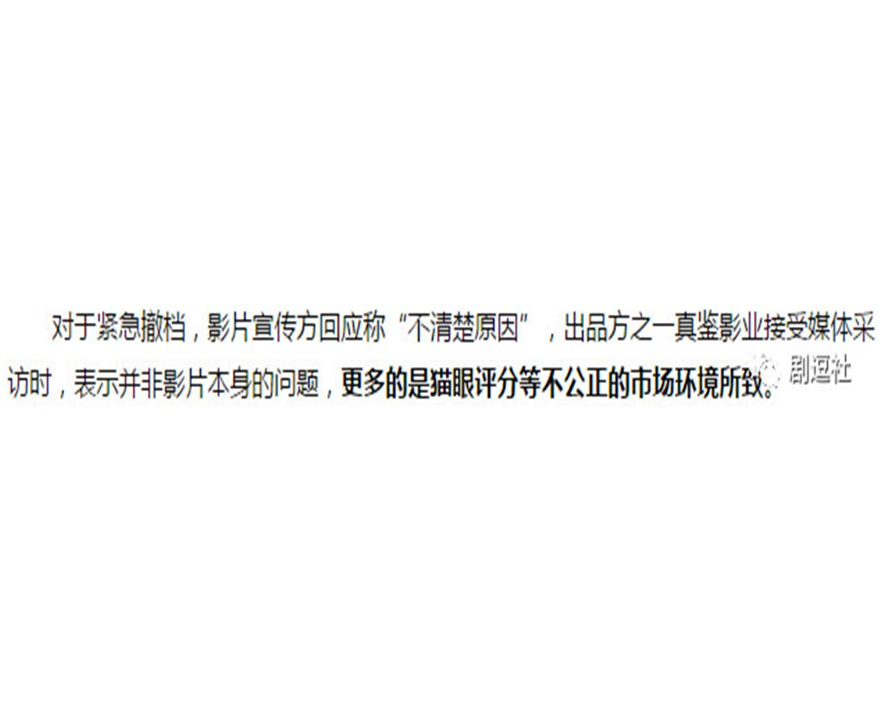 对于紧急撤档，影片宣传方回应称“不清楚原因”，出品方之一真鉴影业接受媒体采
访时，表示并非影片本身的问题，更多的是猫眼评分等不公正的市场环境所致。
剧逗社